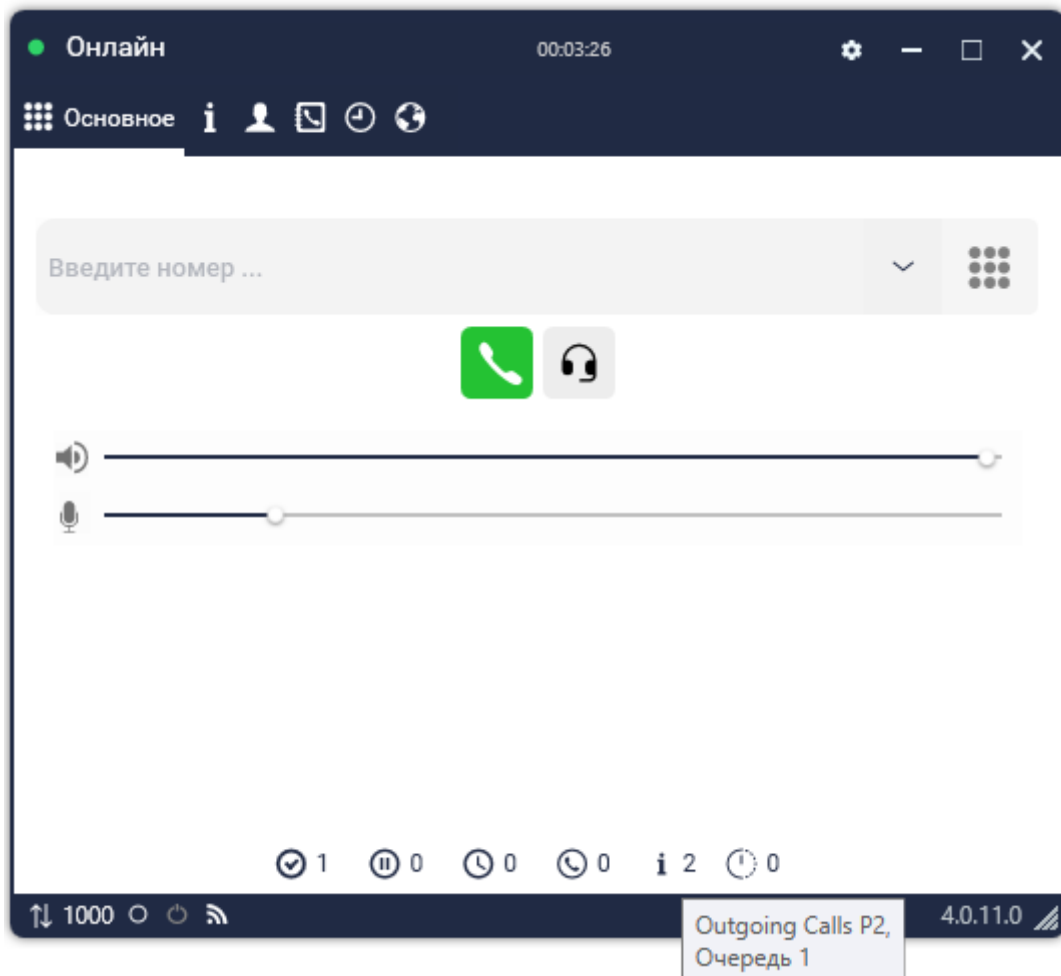 Онлайн 00:03:26
Основное
Введите номер ...
1 0 0 0 2 0
1000 4.0.11.0
Outgoing Calls P2,
Очередь 1